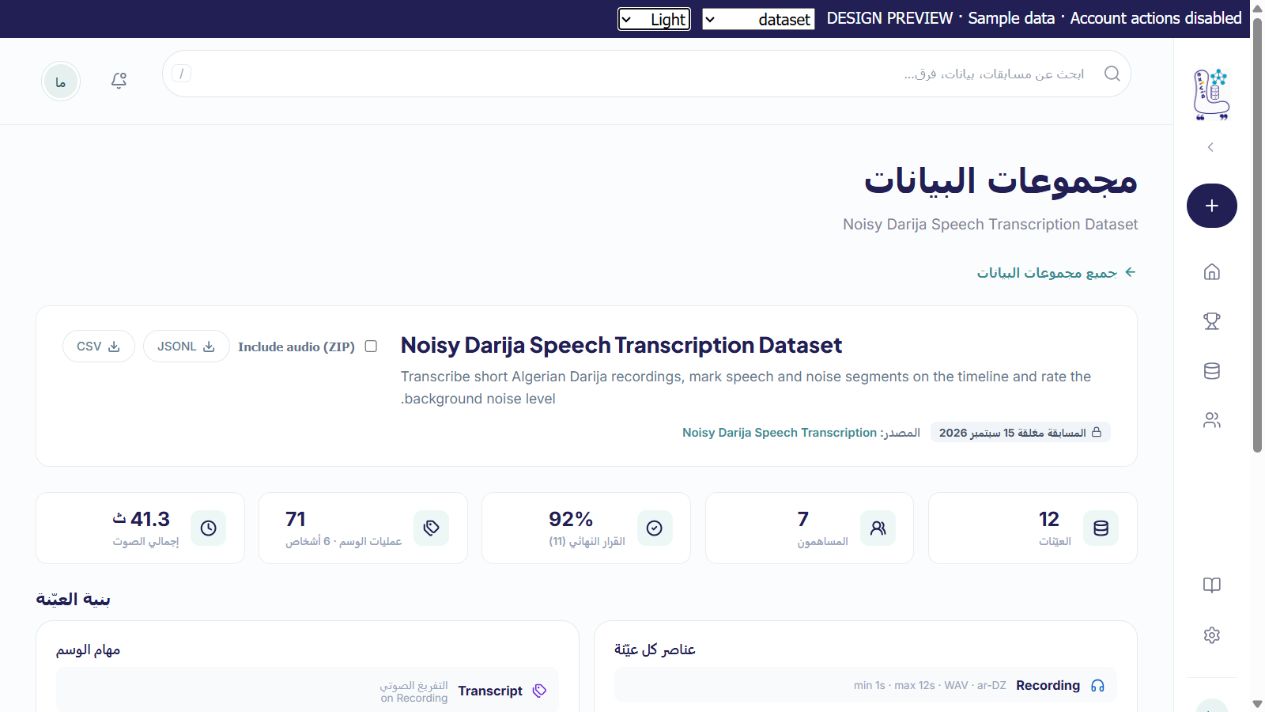 Light
dataset
DESIGN PREVIEW · Sample data · Account actions disabled
ما
/
ابحث عن مسابقات، بيانات، فرق...
مجموعات البيانات
Noisy Darija Speech Transcription Dataset
جميع مجموعات البيانات
Noisy Darija Speech Transcription Dataset
Include audio (ZIP)
JSONL
CSV
Transcribe short Algerian Darija recordings, mark speech and noise segments on the timeline and rate the
background noise level.
المسابقة مغلقة 15 سبتمبر 2026
المصدر: Noisy Darija Speech Transcription
12
العيّنات
7
المساهمون
92%
القرار النهائي (11)
71
عمليات الوسم · 6 أشخاص
41.3 ث
إجمالي الصوت
بنية العيّنة
عناصر كل عيّنة
Recording
min 1s · max 12s · WAV · ar-DZ
مهام الوسم
Transcript
التفريغ الصوتي
on Recording